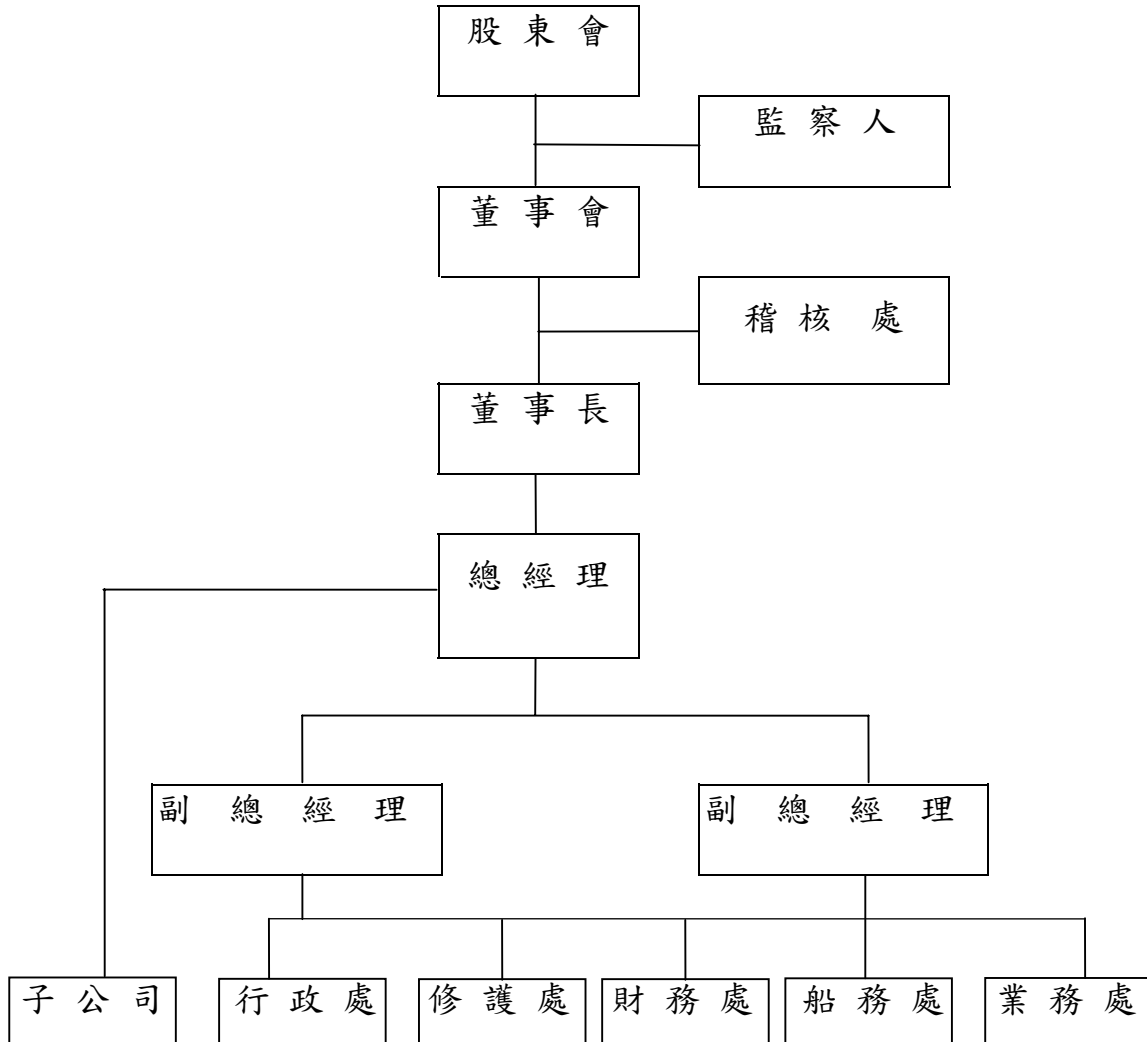 股東會
監察人
董事會
稽核處
董事長
總經理
副總經理 副總經理
子公司 行政處 修護處 財務處 船務處 業務處